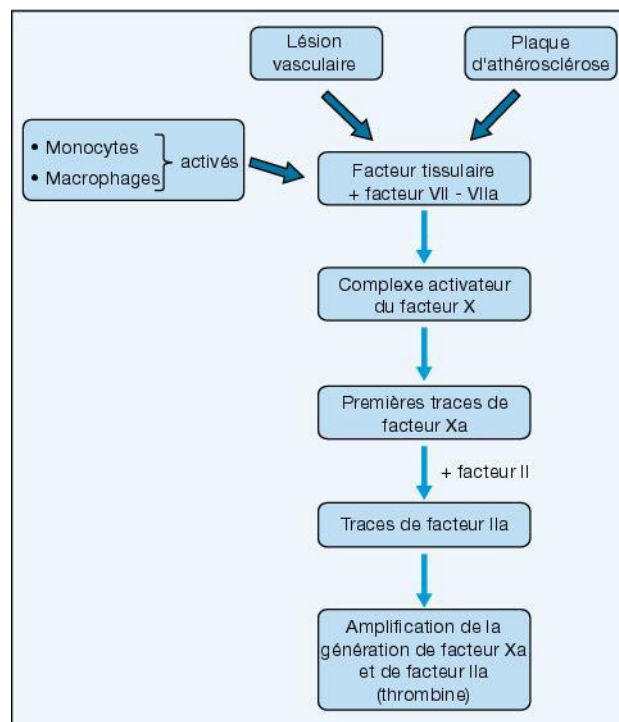 Lésion
vasculaire
Plaque
d'athérosclérose
• Monocytes
• Macrophages
activés
Facteur tissulaire
+ facteur VII - VIIa
Complexe activateur
du facteur X
Premières traces de
facteur Xa
+ facteur II
Traces de facteur IIa
Amplification de la
génération de facteur Xa
et de facteur IIa
(thrombine)